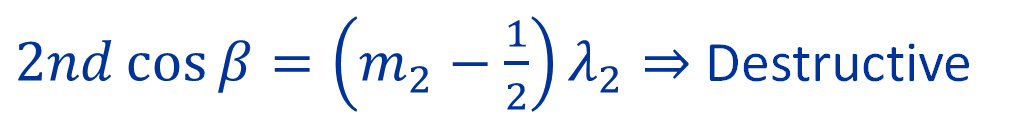 2nd cos β = (m₂ − 1/2) λ₂ ⇒ Destructive